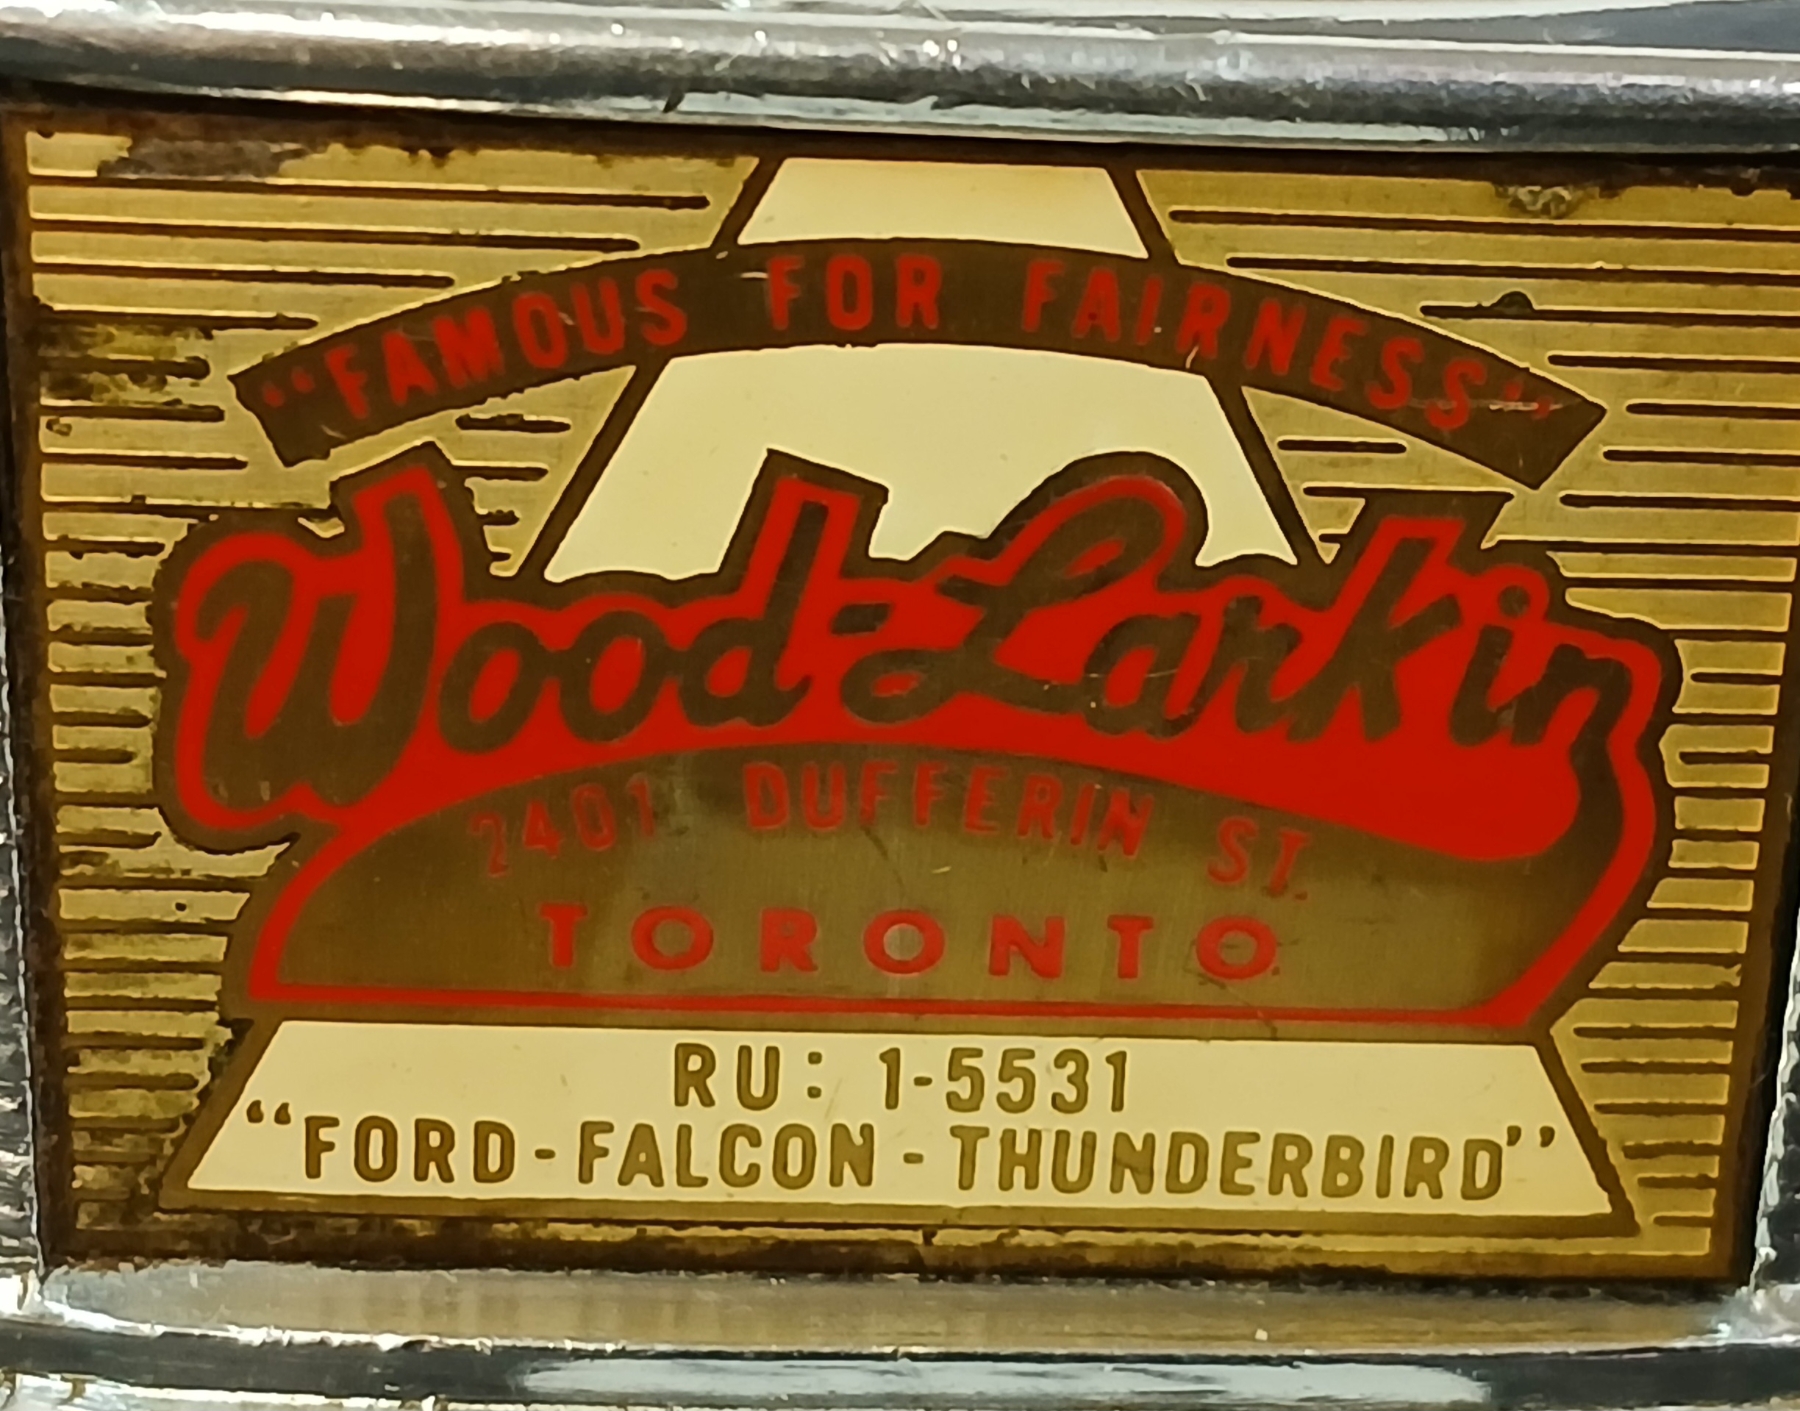 "FAMOUS FOR FAIRNESS"
Wood-Larkin
2401 DUFFERIN ST.
TORONTO
RU: 1-5531
"FORD-FALCON-THUNDERBIRD"